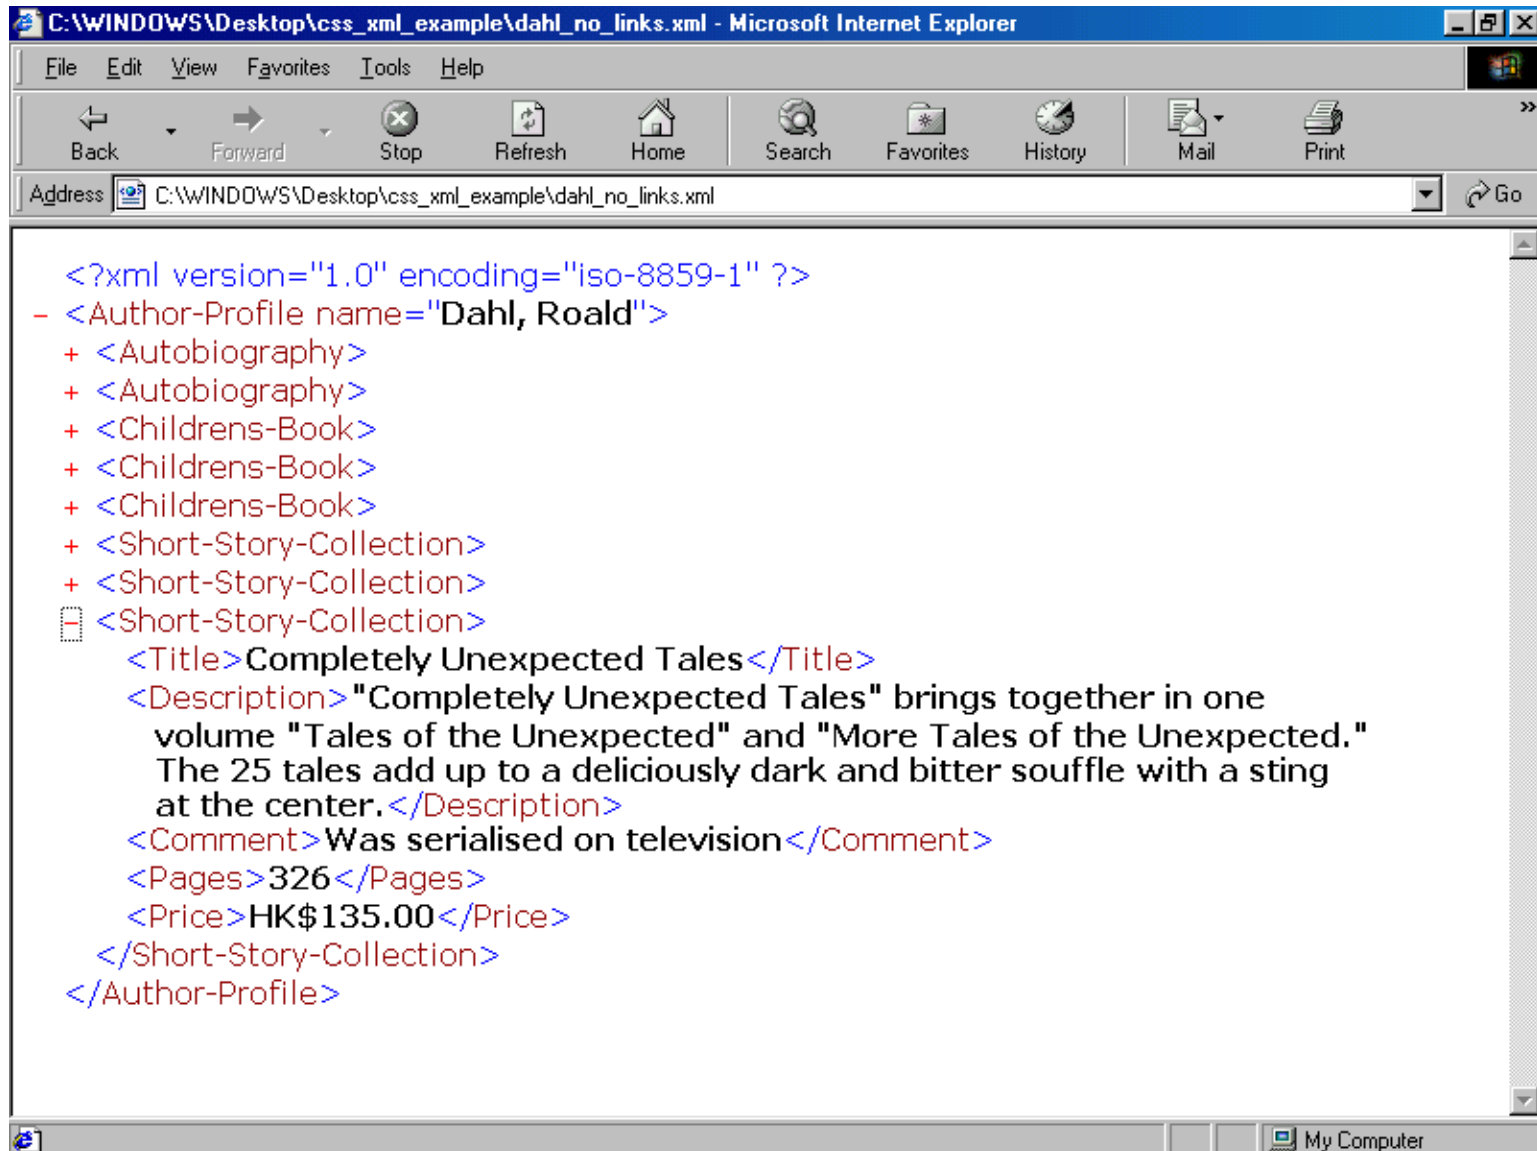 C:\WINDOWS\Desktop\css_xml_example\dahl_no_links.xml - Microsoft Internet Explorer
File Edit View Favorites Tools Help
Back Forward Stop Refresh Home Search Favorites History Mail Print »
Address C:\WINDOWS\Desktop\css_xml_example\dahl_no_links.xml Go
<?xml version="1.0" encoding="iso-8859-1" ?>
- <Author-Profile name="Dahl, Roald">
+ <Autobiography>
+ <Autobiography>
+ <Childrens-Book>
+ <Childrens-Book>
+ <Childrens-Book>
+ <Short-Story-Collection>
+ <Short-Story-Collection>
- <Short-Story-Collection>
<Title>Completely Unexpected Tales</Title>
<Description>"Completely Unexpected Tales" brings together in one
volume "Tales of the Unexpected" and "More Tales of the Unexpected."
The 25 tales add up to a deliciously dark and bitter souffle with a sting
at the center.</Description>
<Comment>Was serialised on television</Comment>
<Pages>326</Pages>
<Price>HK$135.00</Price>
</Short-Story-Collection>
</Author-Profile>
My Computer